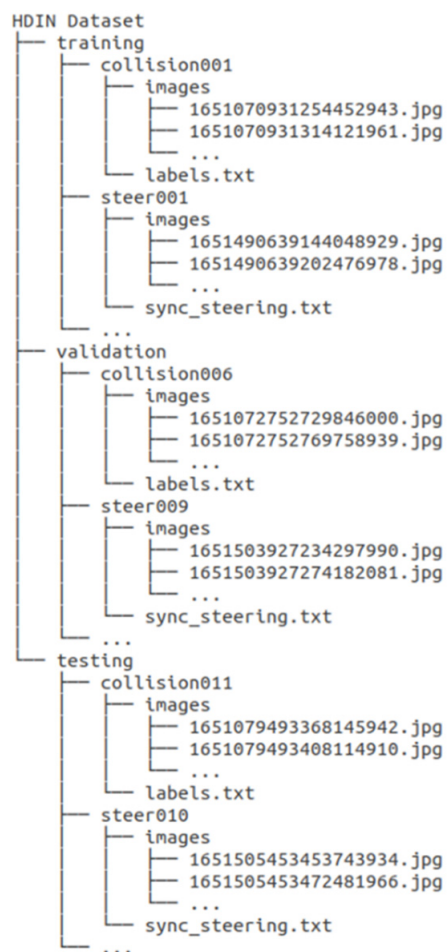 HDIN Dataset
├── training
│   ├── collision001
│   │   ├── images
│   │   │   ├── 1651070931254452943.jpg
│   │   │   ├── 1651070931314121961.jpg
│   │   │   └── ...
│   │   └── labels.txt
│   ├── steer001
│   │   ├── images
│   │   │   ├── 1651490639144048929.jpg
│   │   │   ├── 1651490639202476978.jpg
│   │   │   └── ...
│   │   └── sync_steering.txt
│   └── ...
├── validation
│   ├── collision006
│   │   ├── images
│   │   │   ├── 1651072752729846000.jpg
│   │   │   ├── 1651072752769758939.jpg
│   │   │   └── ...
│   │   └── labels.txt
│   ├── steer009
│   │   ├── images
│   │   │   ├── 1651503927234297990.jpg
│   │   │   ├── 1651503927274182081.jpg
│   │   │   └── ...
│   │   └── sync_steering.txt
│   └── ...
└── testing
    ├── collision011
    │   ├── images
    │   │   ├── 1651079493368145942.jpg
    │   │   ├── 1651079493408114910.jpg
    │   │   └── ...
    │   └── labels.txt
    ├── steer010
    │   ├── images
    │   │   ├── 1651505453453743934.jpg
    │   │   ├── 1651505453472481966.jpg
    │   │   └── ...
    │   └── sync_steering.txt
    └── ...